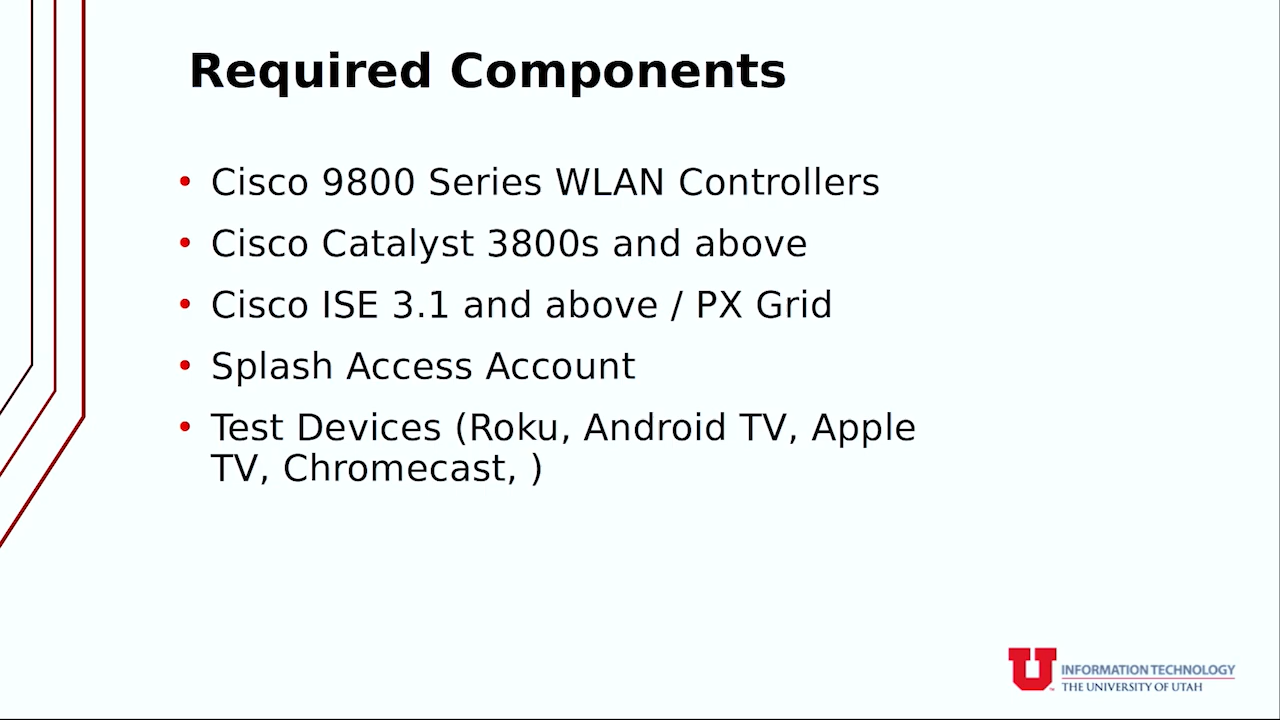 Required Components
• Cisco 9800 Series WLAN Controllers
• Cisco Catalyst 3800s and above
• Cisco ISE 3.1 and above / PX Grid
• Splash Access Account
• Test Devices (Roku, Android TV, Apple
TV, Chromecast, )
U
INFORMATION TECHNOLOGY
THE UNIVERSITY OF UTAH